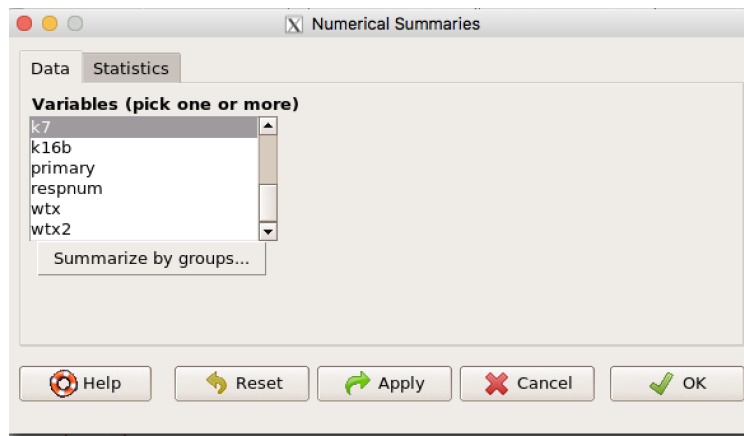 Numerical Summaries
Data Statistics
Variables (pick one or more)
k7
k16b
primary
respnum
wtx
wtx2
Summarize by groups...
Help Reset Apply Cancel OK